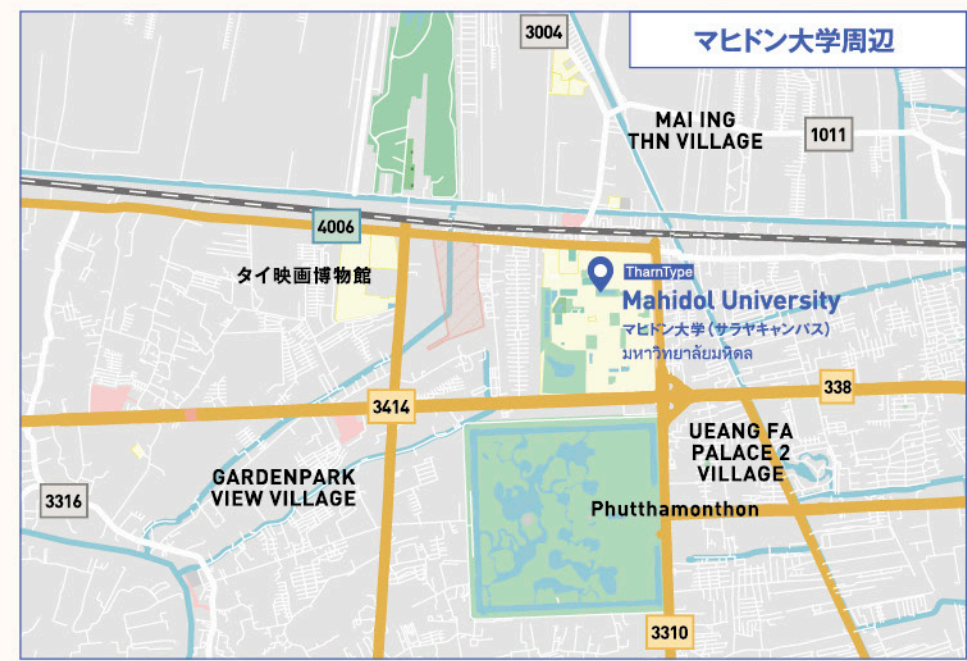 マヒドン大学周辺
3004
MAI ING
THN VILLAGE
1011
4006
タイ映画博物館
TharnType
Mahidol University
マヒドン大学(サラヤキャンパス)
มหาวิทยาลัยมหิดล
338
3414
UEANG FA
PALACE 2
VILLAGE
GARDENPARK
VIEW VILLAGE
3316
Phutthamonthon
3310